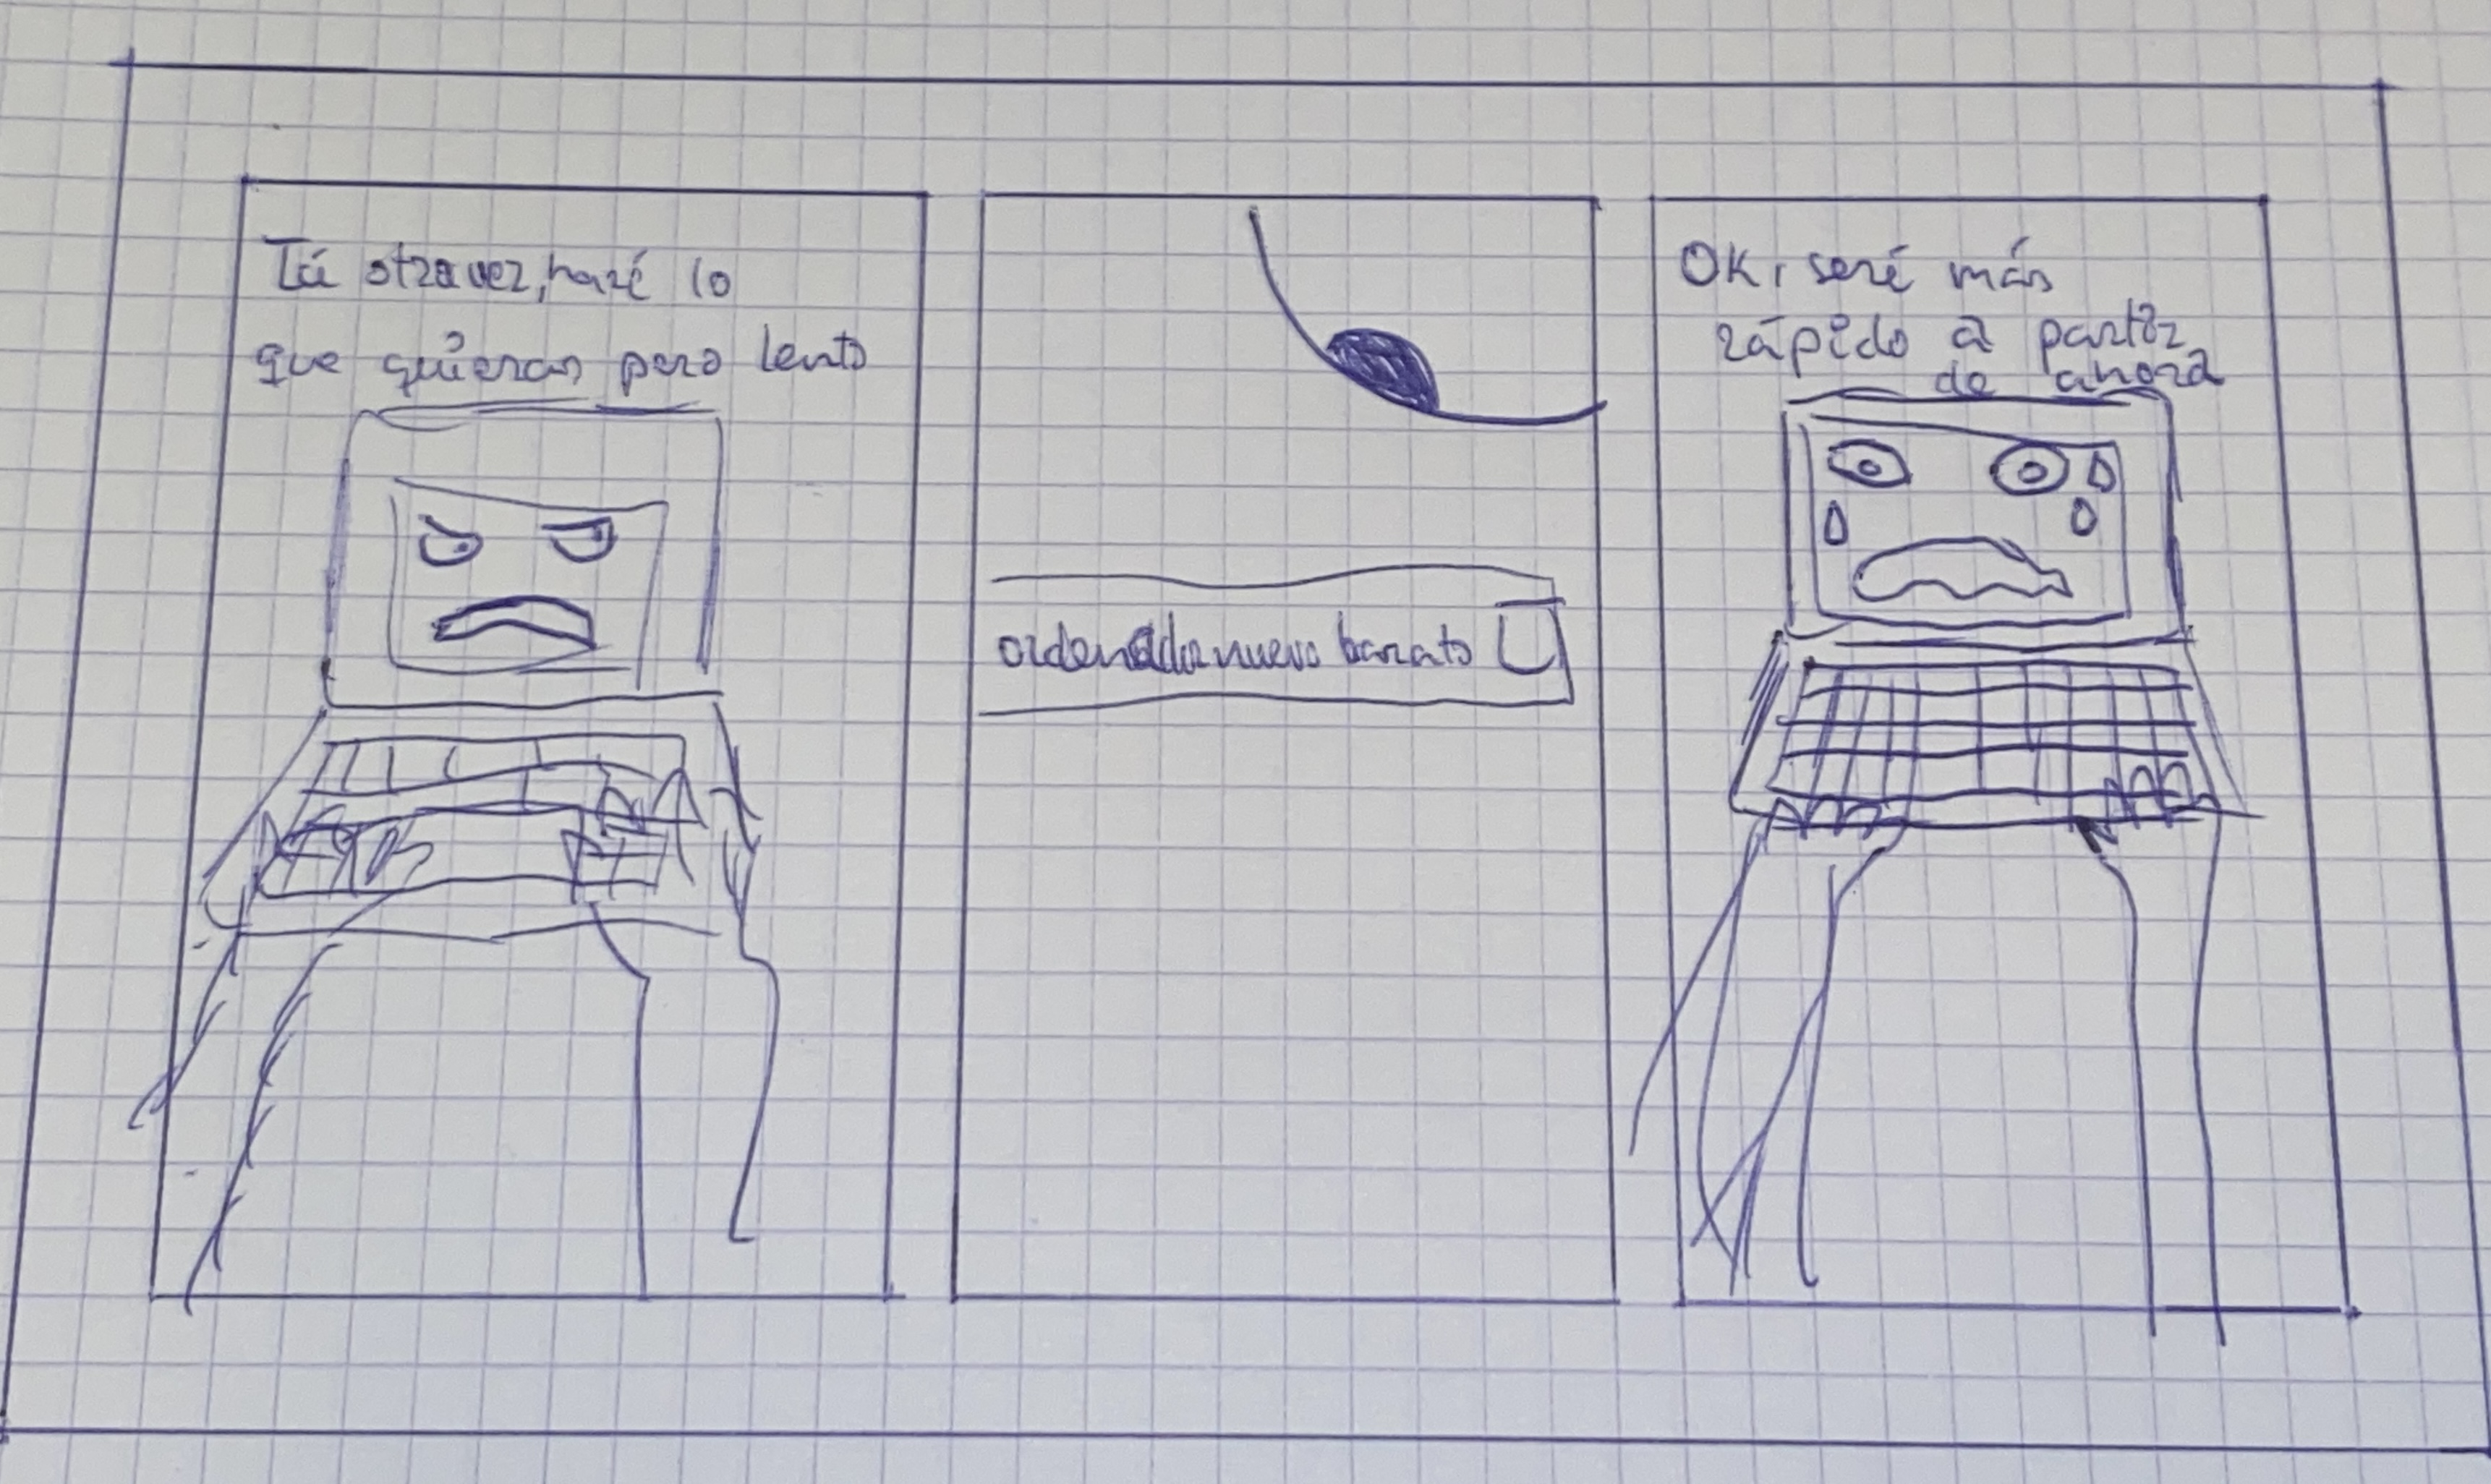 Tú otra vez, haré lo
que quieras pero lento
ordenador nuevo barato
OK, seré más
rápido a partir
de ahora